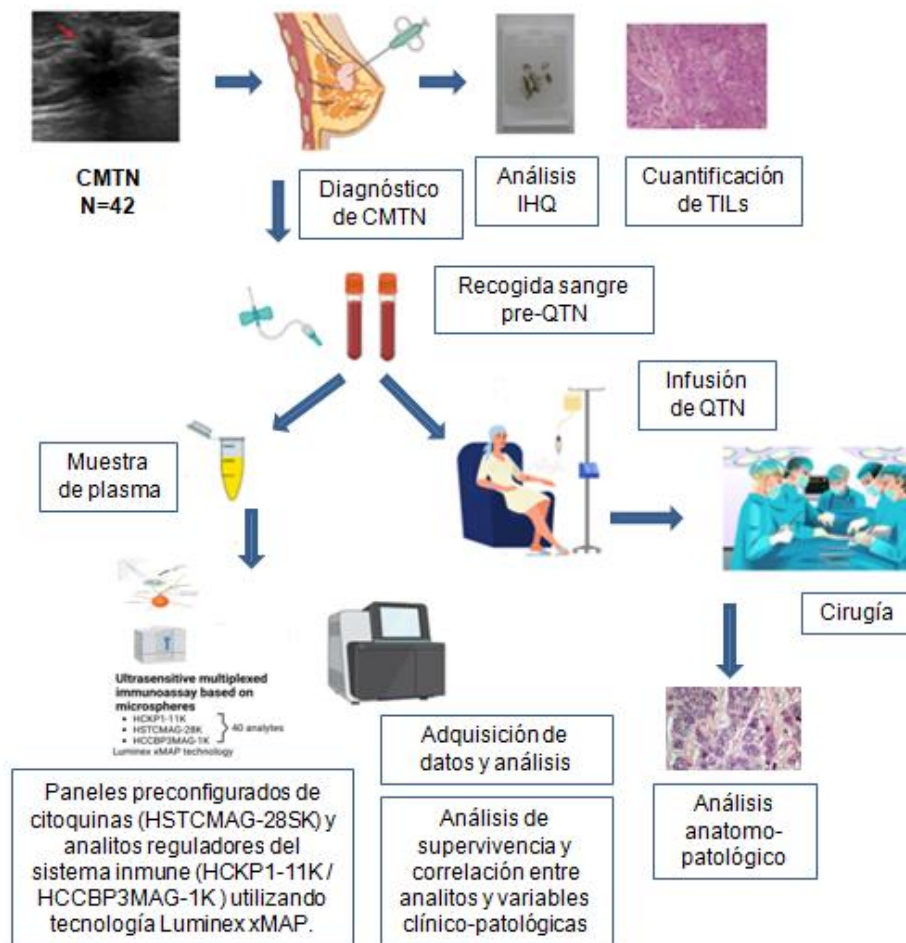 CMTN
N=42
Diagnóstico
de CMTN
Análisis
IHQ
Cuantificación
de TILs
Recogida sangre
pre-QTN
Infusión
de QTN
Muestra
de plasma
Cirugía
Ultrasensitive multiplexed
immunoassay based on
microspheres
• HCKP1-11K
• HSTCMAG-28K
• HCCBP3MAG-1K
40 analytes
Luminex xMAP technology
Paneles preconfigurados de
citoquinas (HSTCMAG-28SK) y
analitos reguladores del
sistema inmune (HCKP1-11K /
HCCBP3MAG-1K ) utilizando
tecnología Luminex xMAP.
Adquisición de
datos y análisis
Análisis de
supervivencia y
correlación entre
analitos y variables
clínico-patológicas
Análisis
anatomo-
patológico